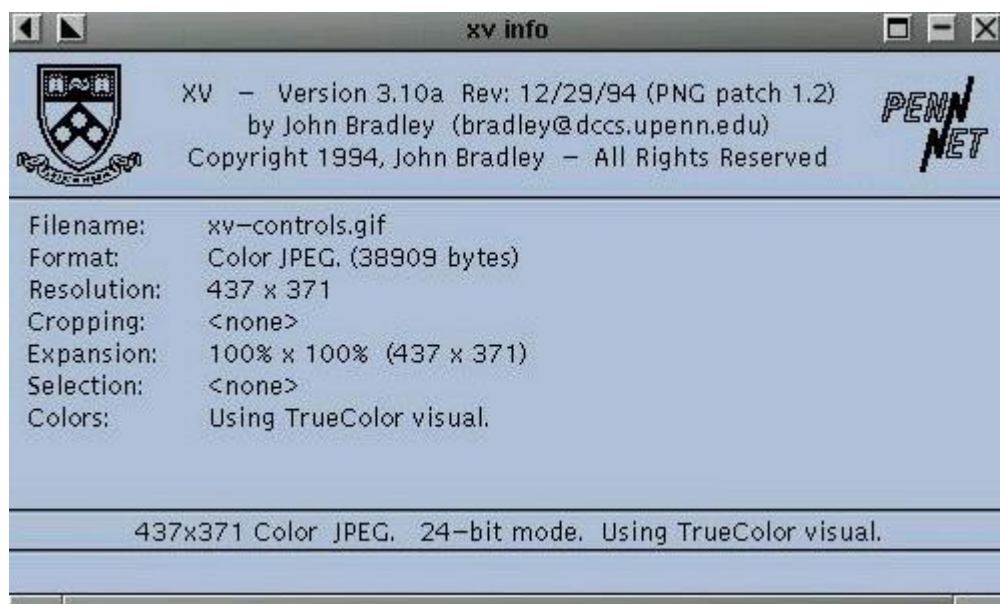 xv info
XV – Version 3.10a Rev: 12/29/94 (PNG patch 1.2)
by John Bradley (bradley@dccs.upenn.edu)
Copyright 1994, John Bradley – All Rights Reserved
PENN
NET
Filename: xv–controls.gif
Format: Color JPEG. (38909 bytes)
Resolution: 437 x 371
Cropping: <none>
Expansion: 100% x 100% (437 x 371)
Selection: <none>
Colors: Using TrueColor visual.
437x371 Color JPEG. 24–bit mode. Using TrueColor visual.